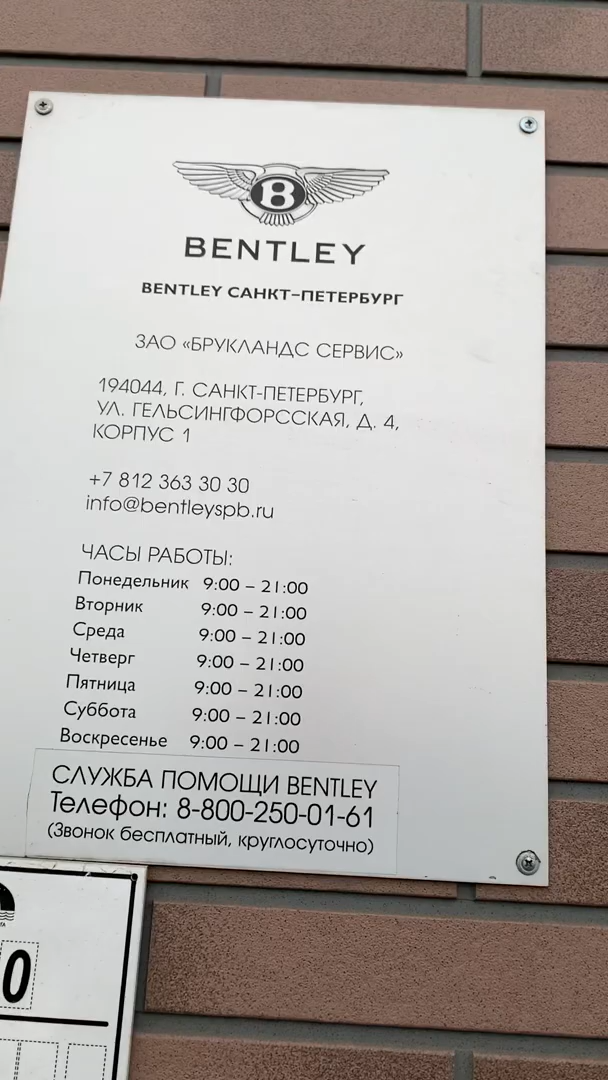 B
BENTLEY
BENTLEY САНКТ-ПЕТЕРБУРГ
ЗАО «БРУКЛАНДС СЕРВИС»
194044, Г. САНКТ-ПЕТЕРБУРГ,
УЛ. ГЕЛЬСИНГФОРССКАЯ, Д. 4,
КОРПУС 1
+7 812 363 30 30
info@bentleyspb.ru
ЧАСЫ РАБОТЫ:
Понедельник 9:00 – 21:00
Вторник 9:00 – 21:00
Среда 9:00 – 21:00
Четверг 9:00 – 21:00
Пятница 9:00 – 21:00
Суббота 9:00 – 21:00
Воскресенье 9:00 – 21:00
СЛУЖБА ПОМОЩИ BENTLEY
Телефон: 8-800-250-01-61
(Звонок бесплатный, круглосуточно)
0